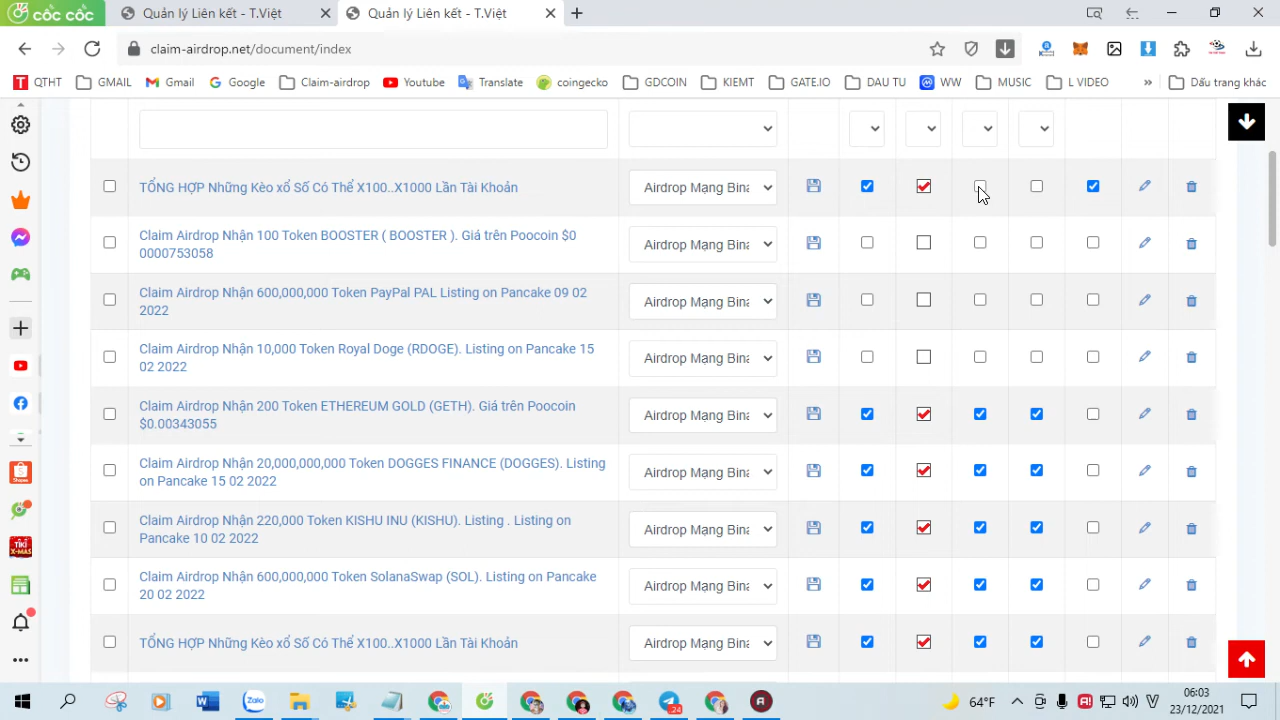 cốc cốc
Quản lý liên kết - T.Việt
Quản lý liên kết - T.Việt
claim-airdrop.net/document/index
QTHT
GMAIL
Gmail
Google
Claim-airdrop
Youtube
Translate
coingecko
GDCOIN
KIEMT
GATE.IO
DAU TU
WW
MUSIC
L VIDEO
»
Dấu trang khác
TỔNG HỢP Những Kèo xổ Số Có Thể X100..X1000 Lần Tài Khoản
Airdrop Mạng Bina
Claim Airdrop Nhận 100 Token BOOSTER ( BOOSTER ). Giá trên Poocoin $0
0000753058
Airdrop Mạng Bina
Claim Airdrop Nhận 600,000,000 Token PayPal PAL Listing on Pancake 09 02
2022
Airdrop Mạng Bina
Claim Airdrop Nhận 10,000 Token Royal Doge (RDOGE). Listing on Pancake 15
02 2022
Airdrop Mạng Bina
Claim Airdrop Nhận 200 Token ETHEREUM GOLD (GETH). Giá trên Poocoin
$0.00343055
Airdrop Mạng Bina
Claim Airdrop Nhận 20,000,000,000 Token DOGGES FINANCE (DOGGES). Listing
on Pancake 15 02 2022
Airdrop Mạng Bina
Claim Airdrop Nhận 220,000 Token KISHU INU (KISHU). Listing . Listing on
Pancake 10 02 2022
Airdrop Mạng Bina
Claim Airdrop Nhận 600,000,000 Token SolanaSwap (SOL). Listing on Pancake
20 02 2022
Airdrop Mạng Bina
TỔNG HỢP Những Kèo xổ Số Có Thể X100..X1000 Lần Tài Khoản
Airdrop Mạng Bina
Shopee
TIKI
X-MAS
Zalo
24
64°F
06:03
23/12/2021